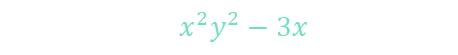 x²y² − 3x